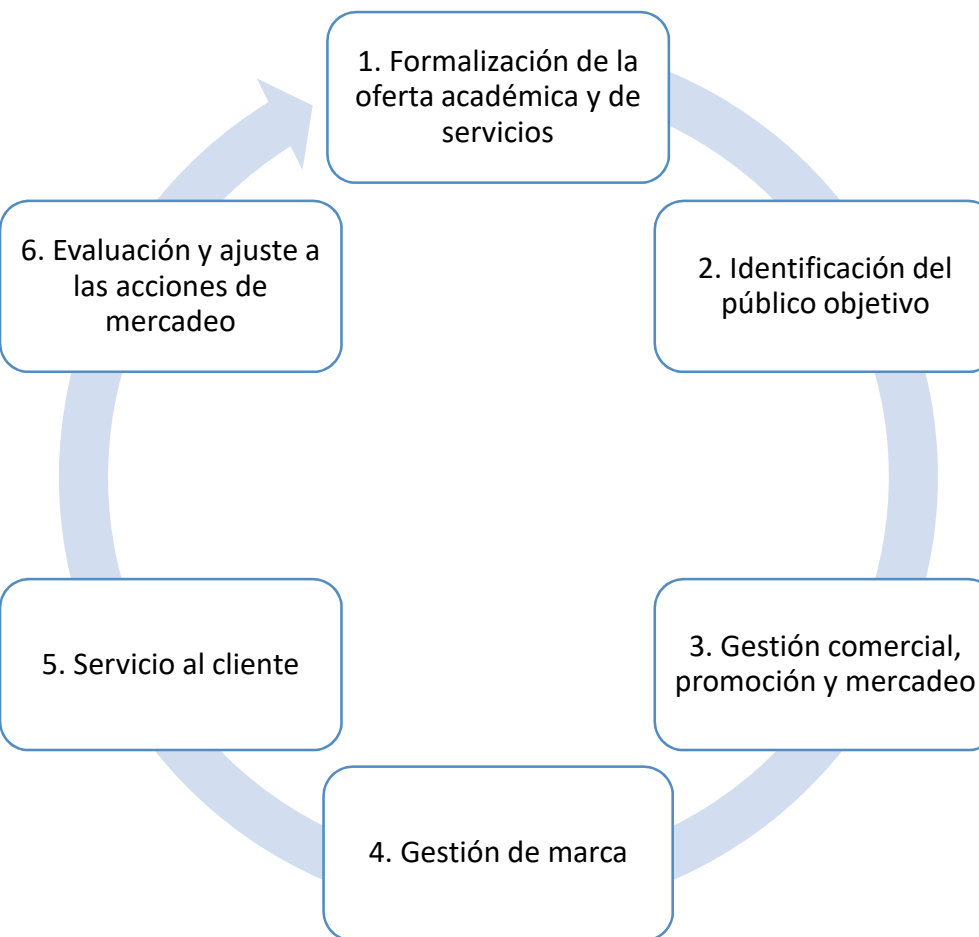 1. Formalización de la
oferta académica y de
servicios
2. Identificación del
público objetivo
3. Gestión comercial,
promoción y mercadeo
4. Gestión de marca
5. Servicio al cliente
6. Evaluación y ajuste a
las acciones de
mercadeo